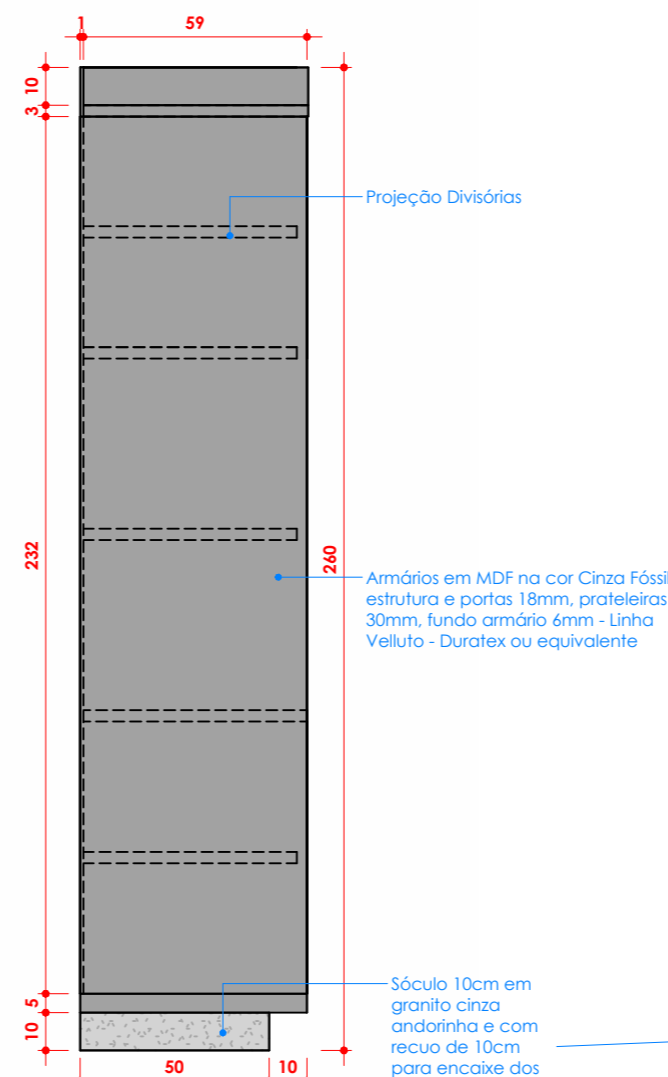 1
59
10
3
Projeção Divisórias
232
260
Armários em MDF na cor Cinza Fóssil
estrutura e portas 18mm, prateleiras
30mm, fundo armário 6mm - Linha
Velluto - Duratex ou equivalente
5
10
Sóculo 10cm em
granito cinza
andorinha e com
recuo de 10cm
para encaixe dos
50
10